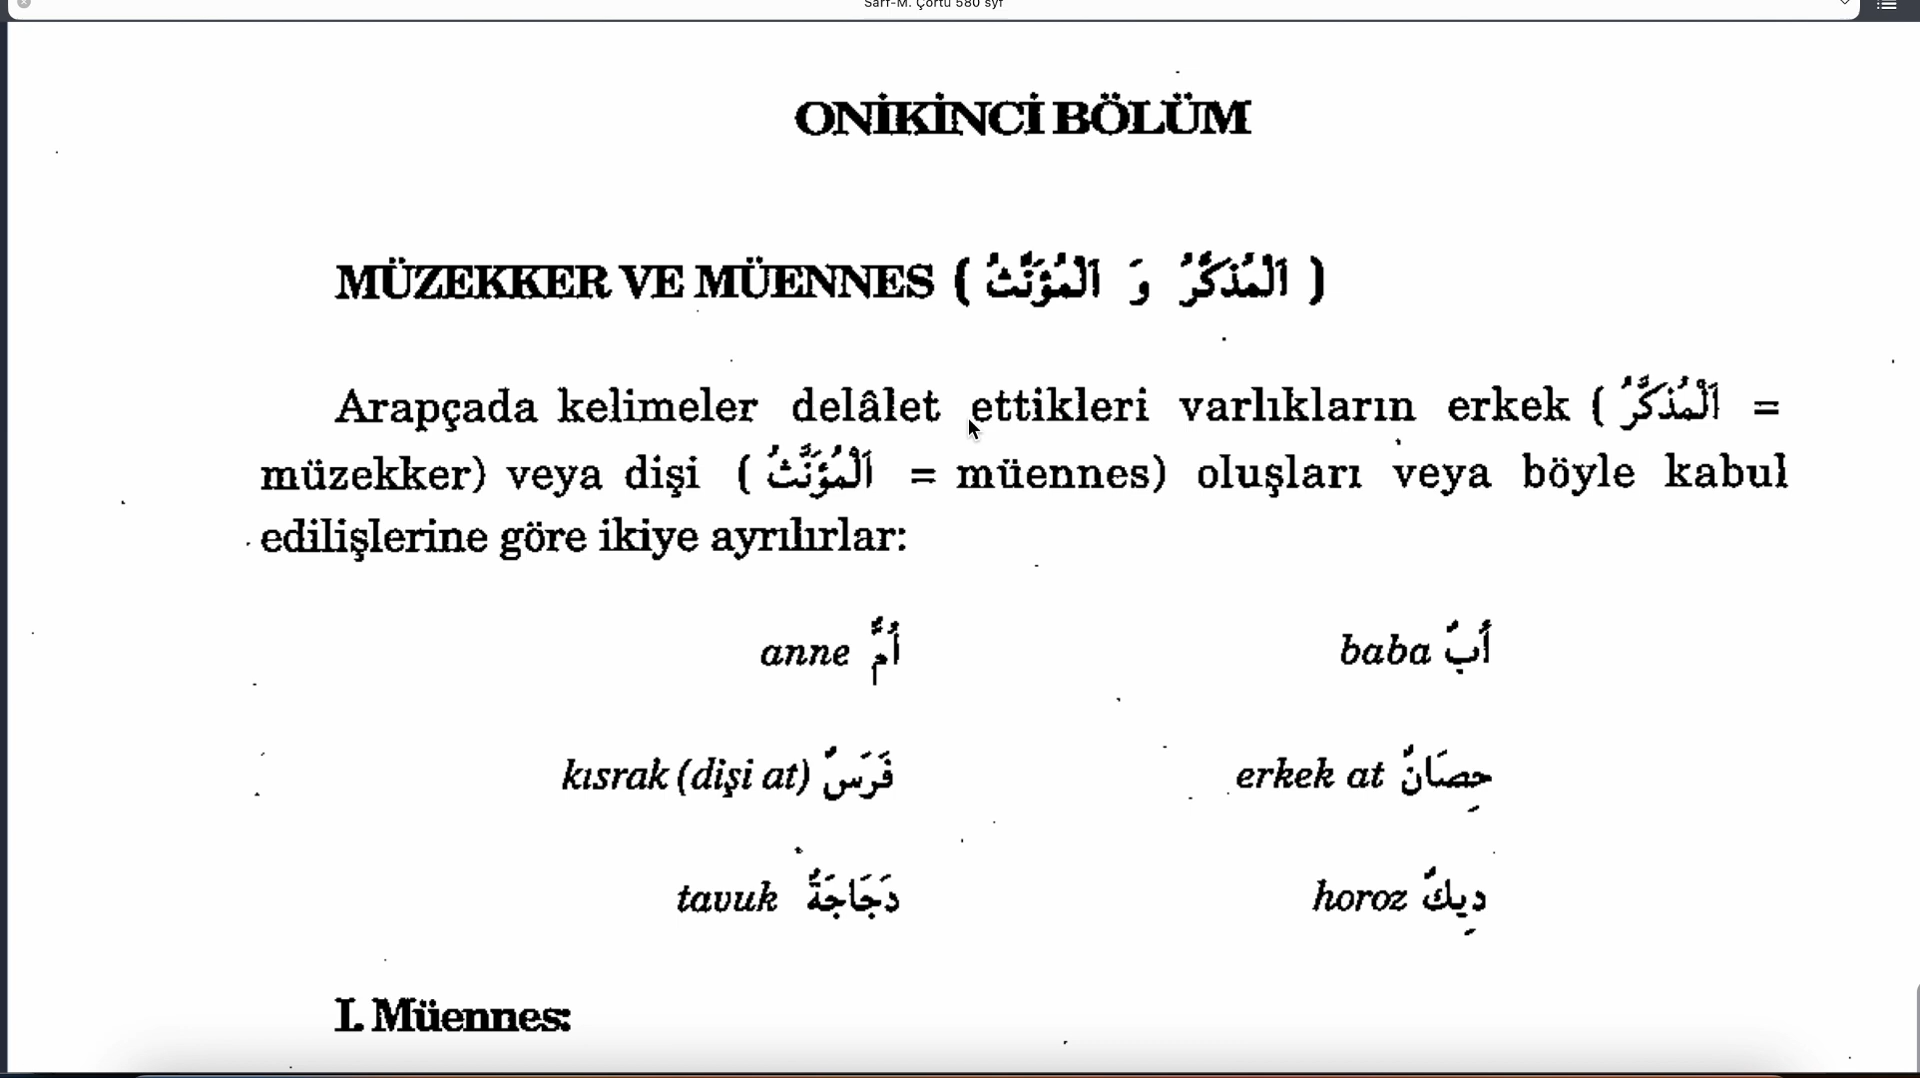 Sarf-M. Çörtü 580 syf
ONİKİNCİ BÖLÜM
MÜZEKKER VE MÜENNES ( اَلْمُذَكَّرُ وَ اَلْمُؤَنَّثُ )
Arapçada kelimeler delâlet ettikleri varlıkların erkek ( اَلْمُذَكَّرُ =
müzekker) veya dişi ( اَلْمُؤَنَّثُ = müennes) oluşları veya böyle kabul
edilişlerine göre ikiye ayrılırlar:
anne أُمٌّ baba أَبٌ
kısrak (dişi at) فَرَسٌ erkek at حِصَانٌ
tavuk دَجَاجَةٌ horoz دِيكٌ
I. Müennes: